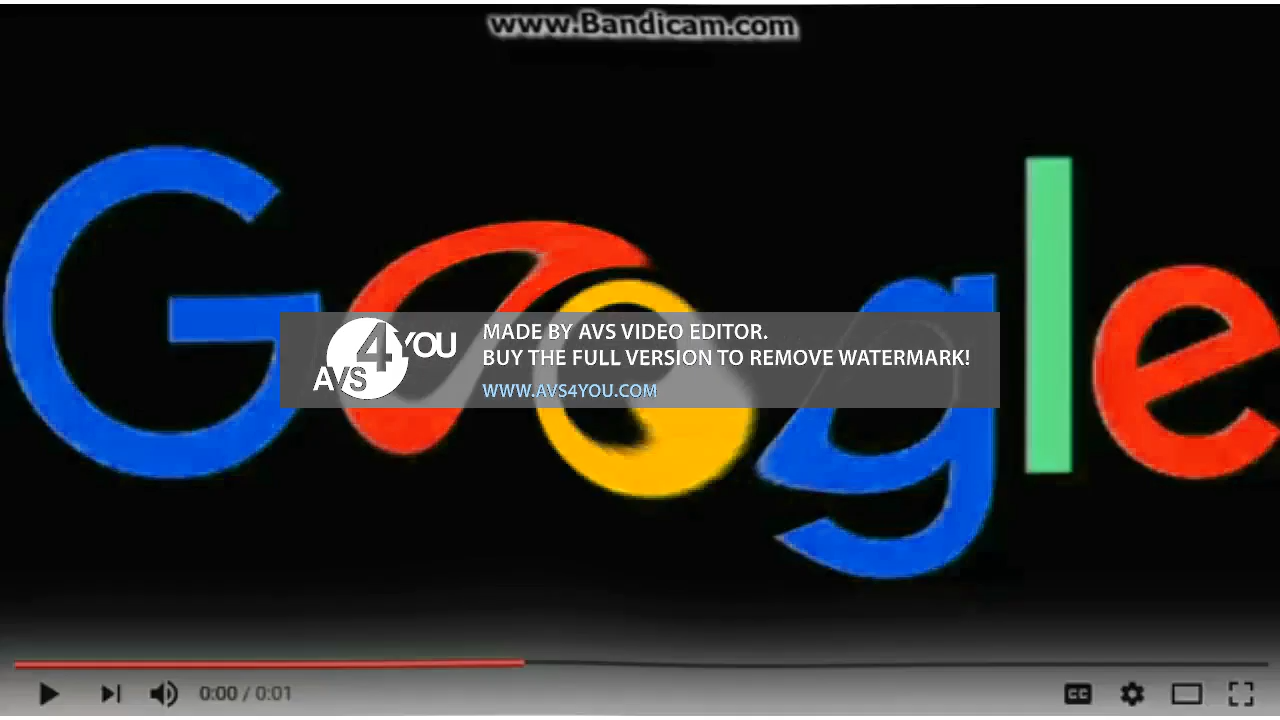 www.Bandicam.com
Google
AVS4YOU
MADE BY AVS VIDEO EDITOR.
BUY THE FULL VERSION TO REMOVE WATERMARK!
WWW.AVS4YOU.COM
0:00 / 0:01
CC